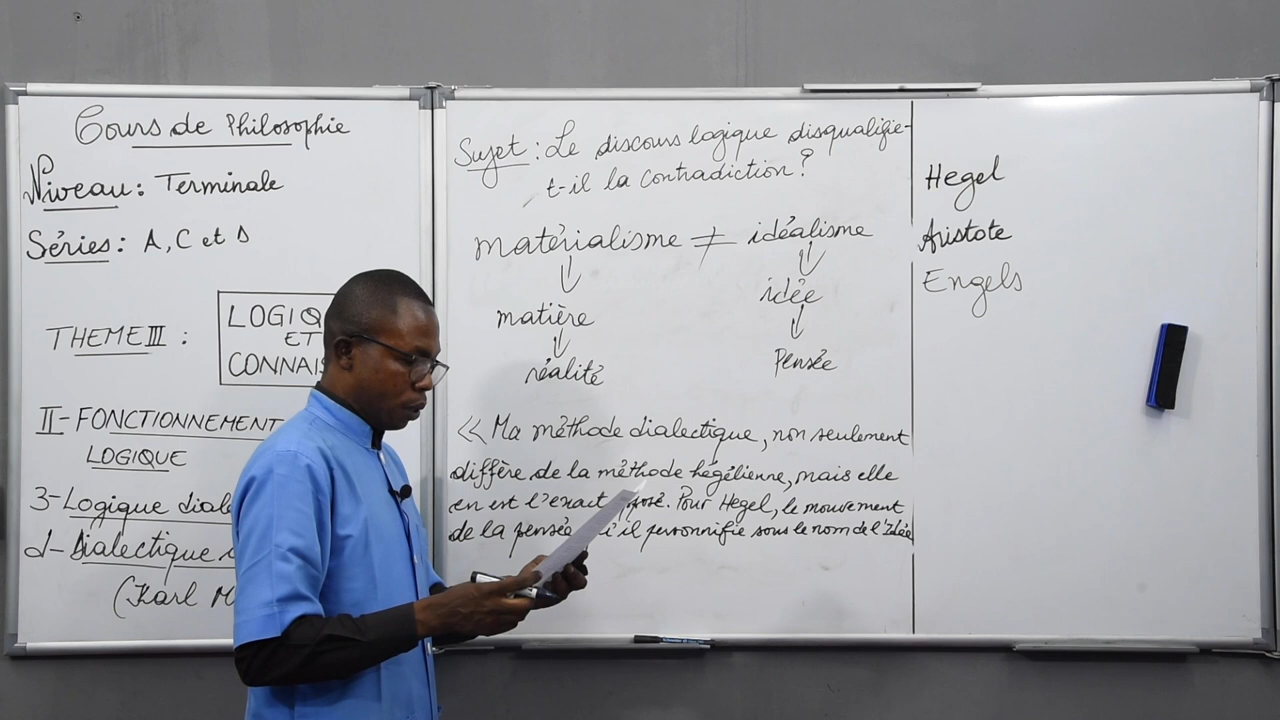 Cours de Philosophie
Niveau : Terminale
Séries : A, C et D
THEME III :
LOGIQ
ET
CONNAIS
II- FONCTIONNEMENT
LOGIQUE
3- Logique diale
d- Dialectique
(Karl M
Sujet : Le discours logique disqualifie-
t-il la contradiction ?
matérialisme ≠ idéalisme
matière
idée
réalité
Pensée
<< Ma méthode dialectique, non seulement
diffère de la méthode hégélienne, mais elle
en est l'exact opposé. Pour Hegel, le mouvement
de la pensée qu'il personnifie sous le nom de l'Idée
Hegel
Aristote
Engels